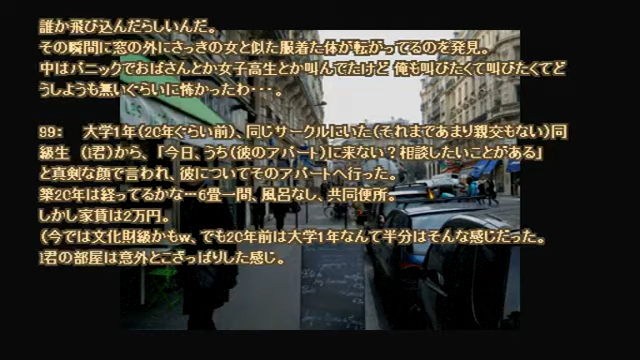 誰か飛び込んだらしいんだ。
その瞬間に窓の外にさっきの女と似た服着た体が転がってるのを発見。
中はパニックでおばさんとか女子高生とか叫んでたけど 俺も叫びたくて叫びたくてど
うしようも無いぐらいに怖かったわ・・・。
99:　大学1年(20年ぐらい前)、同じサークルにいた(それまであまり親交もない)同
級生 (I君)から、「今日、うち(彼のアパート)に来ない?相談したいことがある」
と真剣な顔で言われ、彼についてそのアパートへ行った。
築20年は経ってるかな…6畳一間、風呂なし、共同便所。
しかし家賃は2万円。
(今では文化財級かもw、でも20年前は大学1年なんて半分はそんな感じだった。
I君の部屋は意外とこざっぱりした感じ。